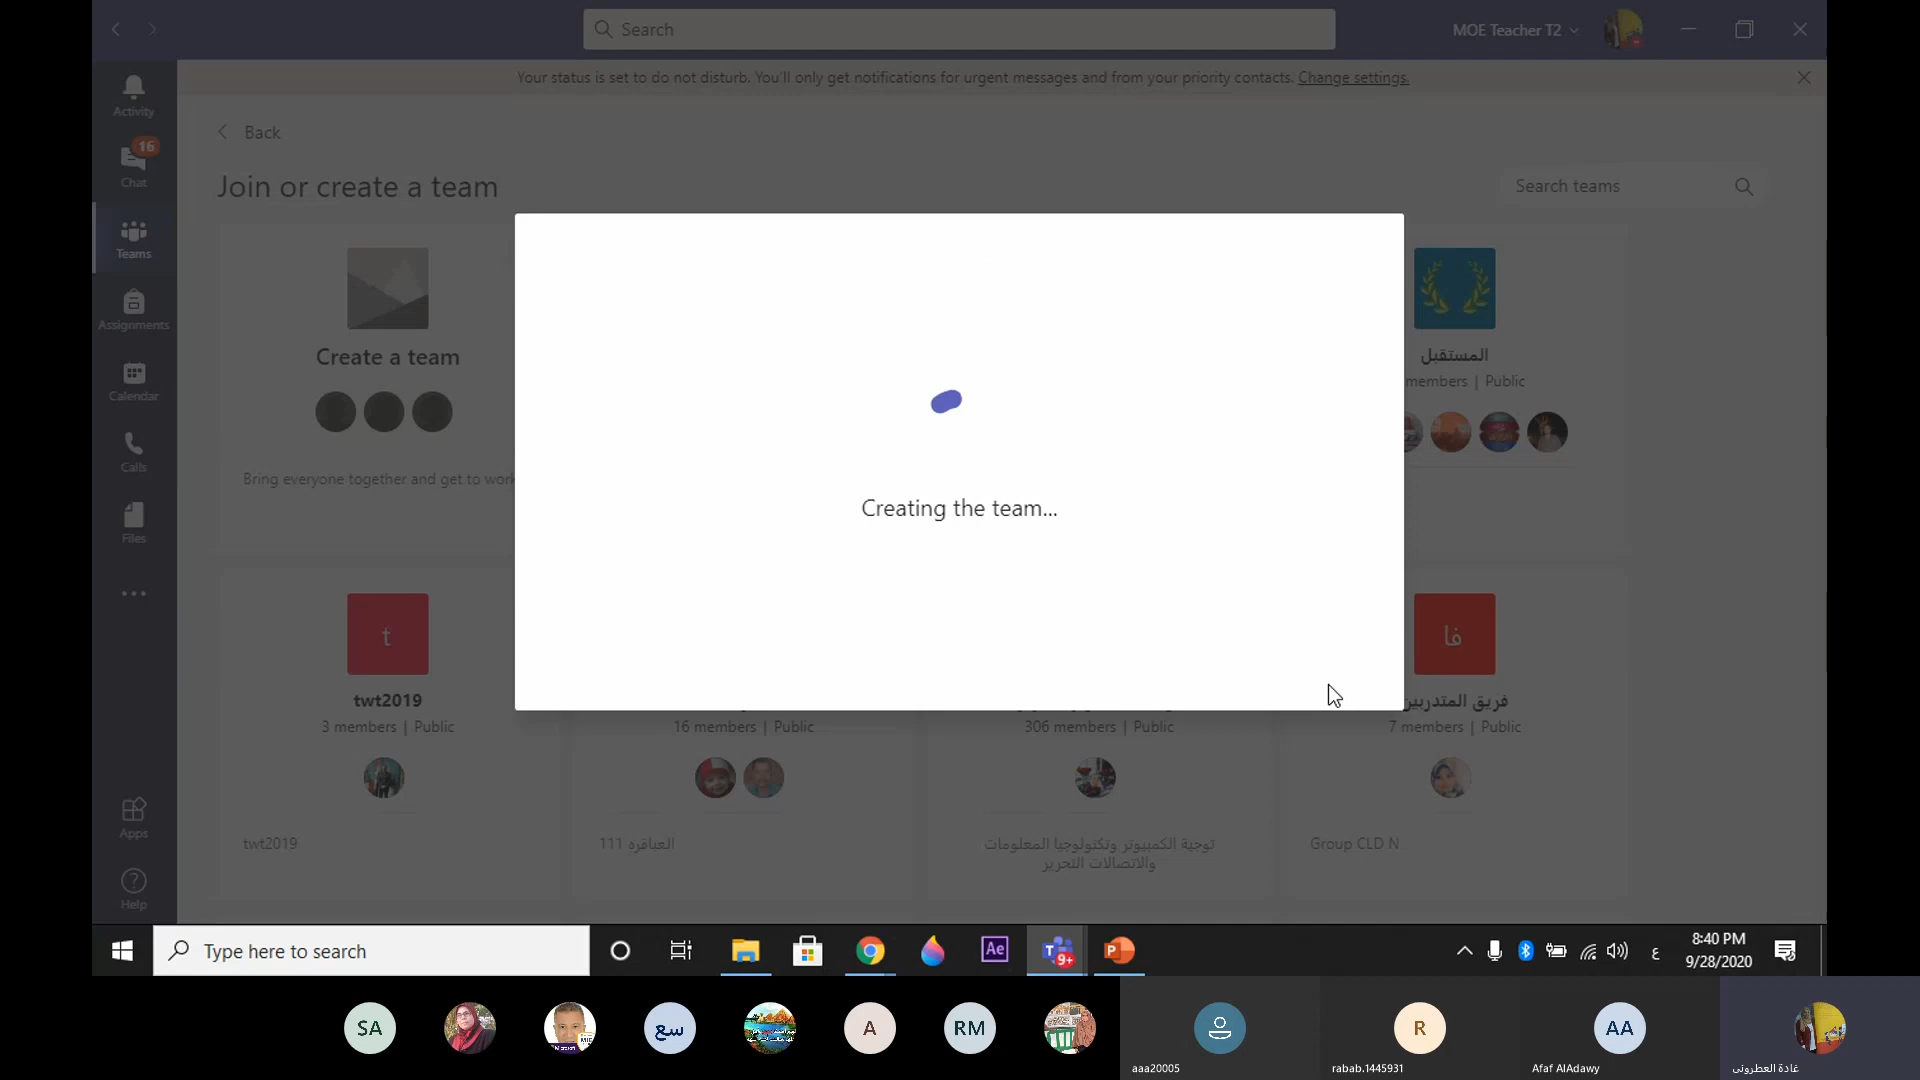 Search
MOE Teacher T2
Your status is set to do not disturb. You'll only get notifications for urgent messages and from your priority contacts. Change settings.
Activity
16
Chat
Teams
Assignments
Calendar
Calls
Files
Apps
Help
Back
Join or create a team
Search teams
Create a team
Bring everyone together and get to work
Creating the team...
المستقبل
members | Public
t
twt2019
3 members | Public
twt2019
16 members | Public
العباقره 111
306 members | Public
توجية الكمبيوتر وتكنولوجيا المعلومات
والاتصالات التحرير
فا
فريق المتدربين
7 members | Public
Group CLD N
Type here to search
Ae
T
9+
P
ع
8:40 PM
9/28/2020
SA
سع
A
RM
aaa20005
R
rabab.1445931
AA
Afaf AlAdawy
غادة العطرونى